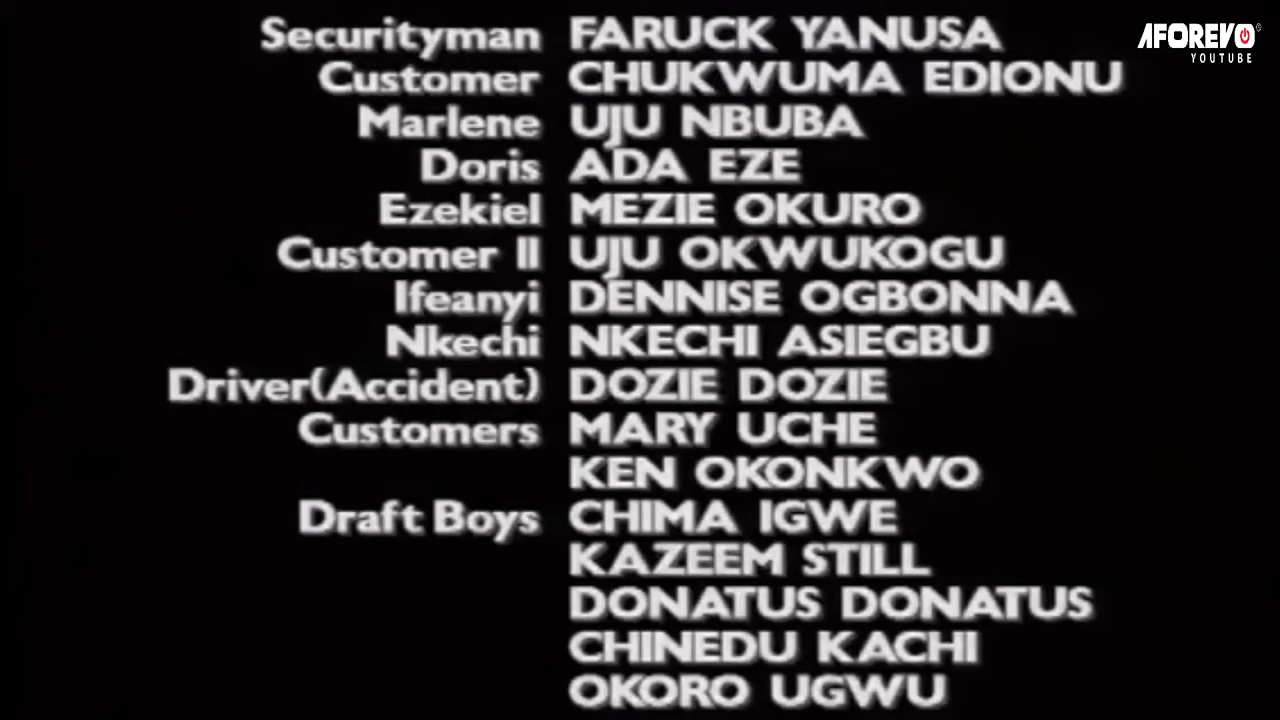 Securityman FARUCK YANUSA
Customer CHUKWUMA EDIONU
Marlene UJU NBUBA
Doris ADA EZE
Ezekiel MEZIE OKURO
Customer II UJU OKWUKOGU
Ifeanyi DENNISE OGBONNA
Nkechi NKECHI ASIEGBU
Driver(Accident) DOZIE DOZIE
Customers MARY UCHE
KEN OKONKWO
Draft Boys CHIMA IGWE
KAZEEM STILL
DONATUS DONATUS
CHINEDU KACHI
OKORO UGWU
AFOREVO
YOUTUBE